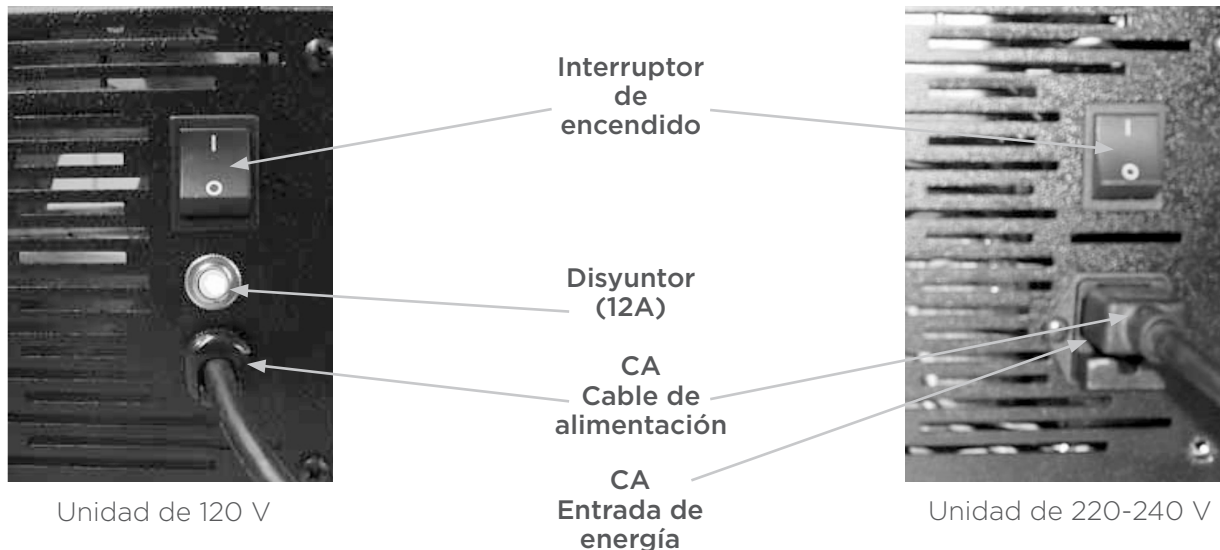 Interruptor
de
encendido
Disyuntor
(12A)
CA
Cable de
alimentación
CA
Entrada de
energía
Unidad de 120 V
Unidad de 220-240 V